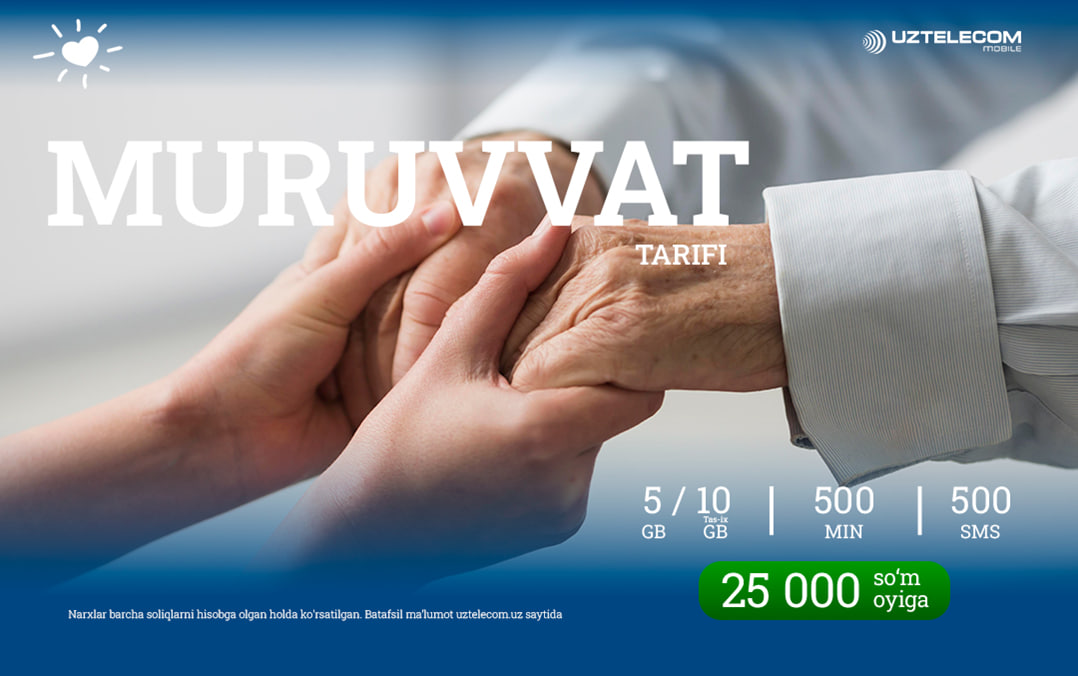 UZTELECOM
MOBILE
MURUVVAT
TARIFI
5 / 10 | 500 | 500
GB Tas-ix GB MIN SMS
25 000 so‘m oyiga
Narxlar barcha soliqlarni hisobga olgan holda ko'rsatilgan. Batafsil ma’lumot uztelecom.uz saytida